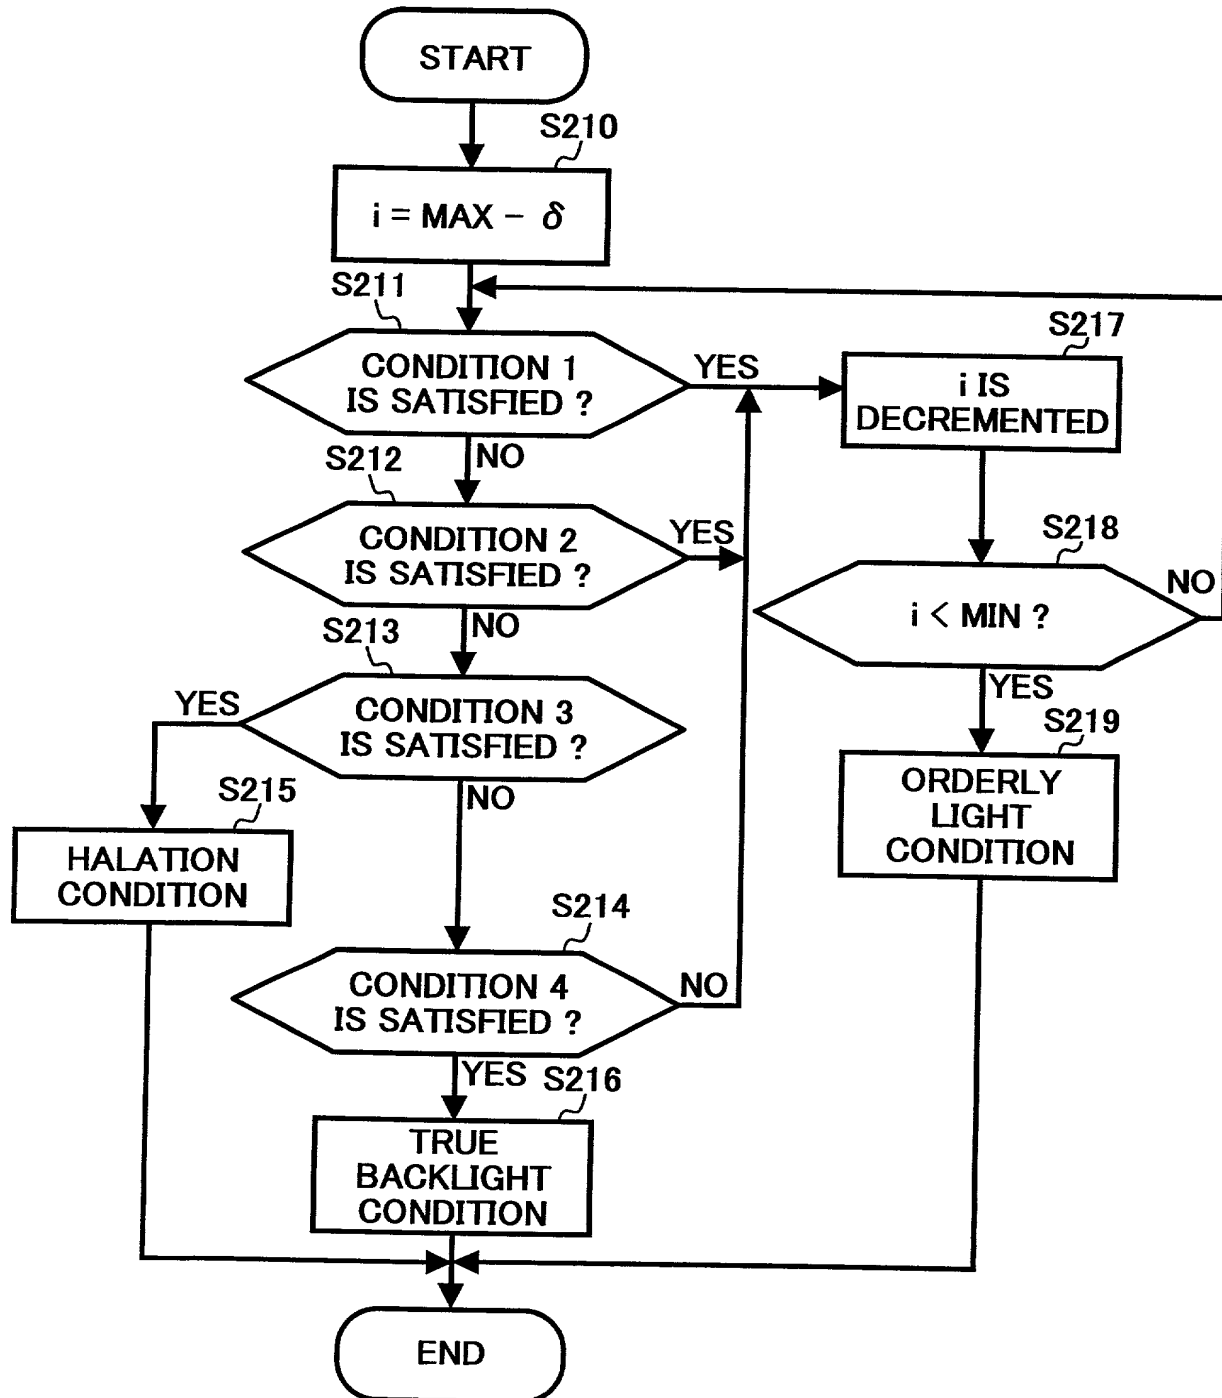 START
S210
i = MAX - δ
S211
CONDITION 1
IS SATISFIED ?
YES
NO
S217
i IS
DECREMENTED
S212
CONDITION 2
IS SATISFIED ?
YES
NO
S218
i < MIN ?
NO
YES
S213
CONDITION 3
IS SATISFIED ?
YES
NO
S219
ORDERLY
LIGHT
CONDITION
S215
HALATION
CONDITION
S214
CONDITION 4
IS SATISFIED ?
NO
YES
S216
TRUE
BACKLIGHT
CONDITION
END